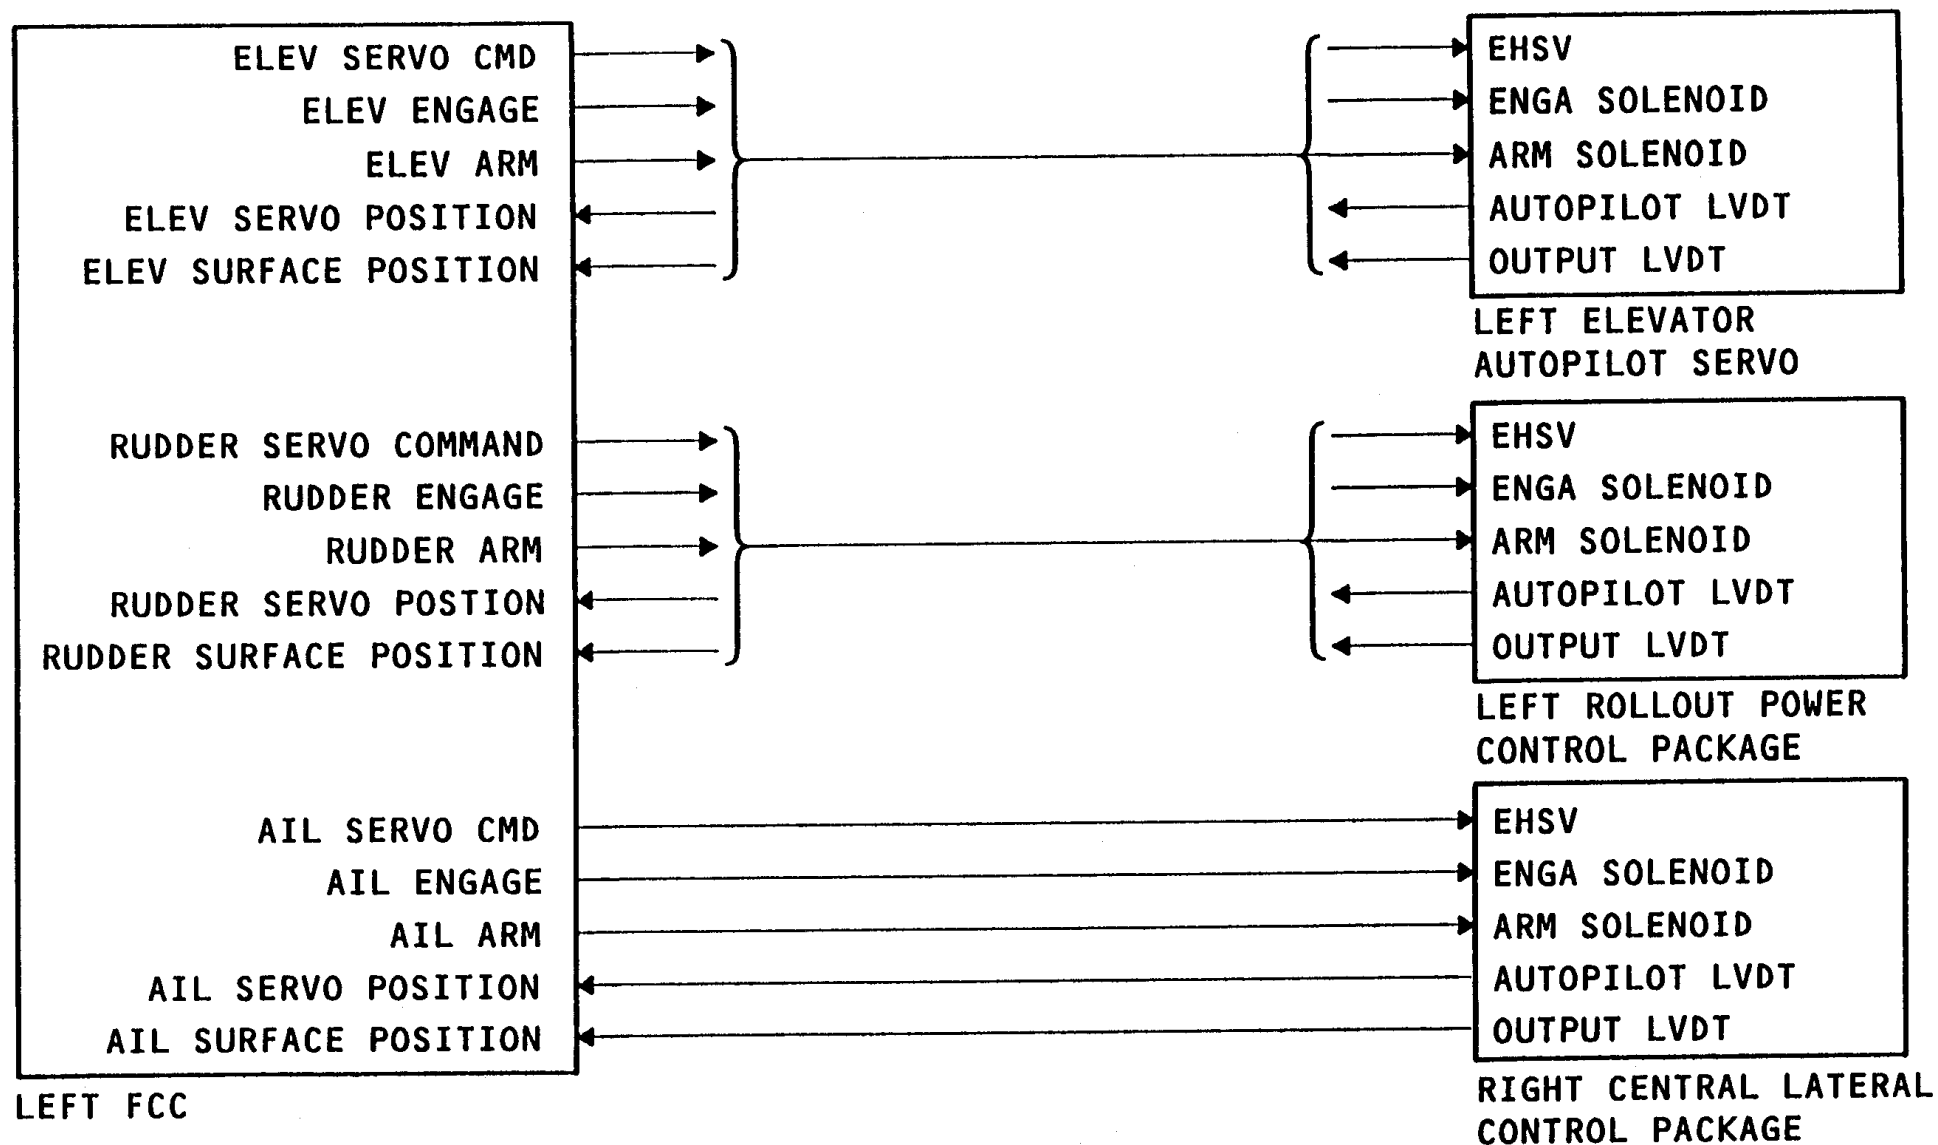 ELEV SERVO CMD
ELEV ENGAGE
ELEV ARM
ELEV SERVO POSITION
ELEV SURFACE POSITION
RUDDER SERVO COMMAND
RUDDER ENGAGE
RUDDER ARM
RUDDER SERVO POSTION
RUDDER SURFACE POSITION
AIL SERVO CMD
AIL ENGAGE
AIL ARM
AIL SERVO POSITION
AIL SURFACE POSITION
LEFT FCC
EHSV
ENGA SOLENOID
ARM SOLENOID
AUTOPILOT LVDT
OUTPUT LVDT
LEFT ELEVATOR
AUTOPILOT SERVO
EHSV
ENGA SOLENOID
ARM SOLENOID
AUTOPILOT LVDT
OUTPUT LVDT
LEFT ROLLOUT POWER
CONTROL PACKAGE
EHSV
ENGA SOLENOID
ARM SOLENOID
AUTOPILOT LVDT
OUTPUT LVDT
RIGHT CENTRAL LATERAL
CONTROL PACKAGE